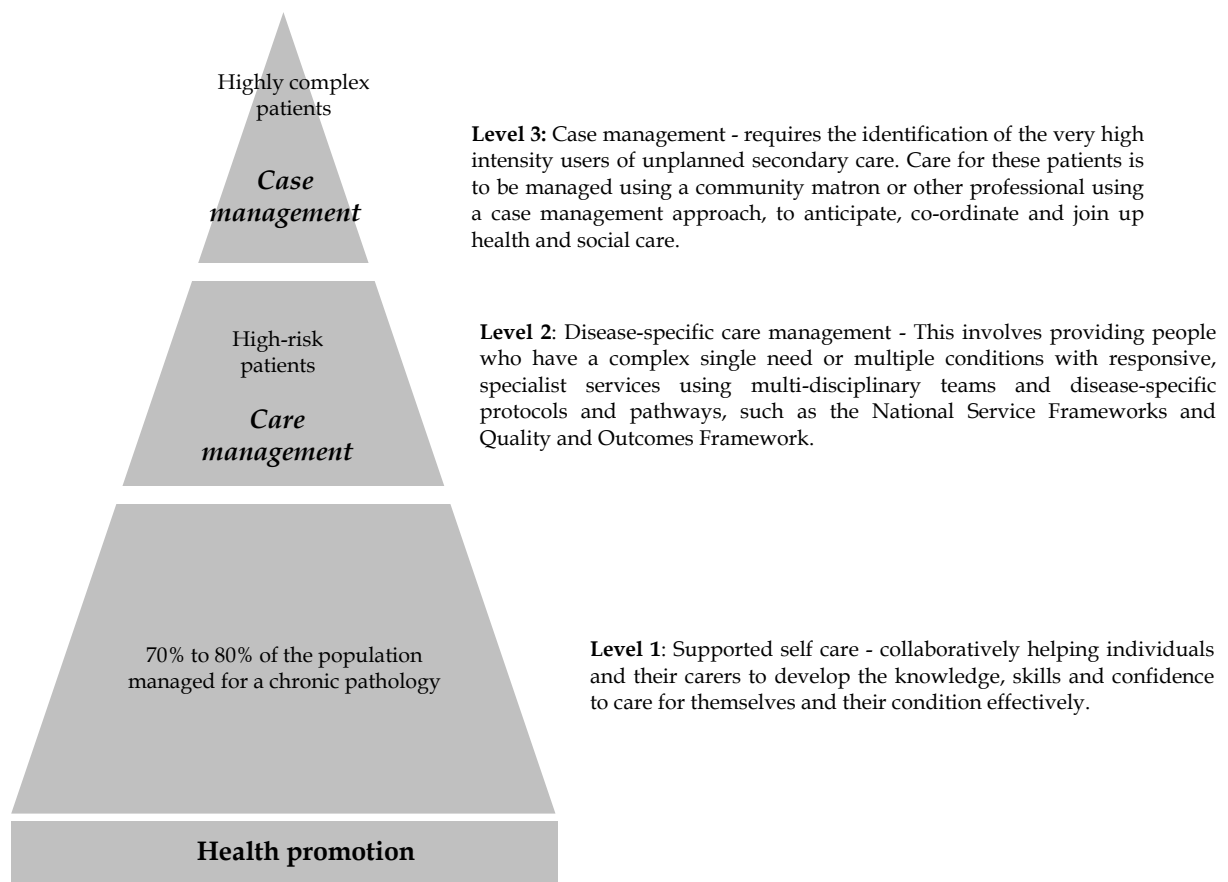 Highly complex
patients
Case
management
Level 3: Case management - requires the identification of the very high
intensity users of unplanned secondary care. Care for these patients is
to be managed using a community matron or other professional using
a case management approach, to anticipate, co-ordinate and join up
health and social care.
High-risk
patients
Care
management
Level 2: Disease-specific care management - This involves providing people
who have a complex single need or multiple conditions with responsive,
specialist services using multi-disciplinary teams and disease-specific
protocols and pathways, such as the National Service Frameworks and
Quality and Outcomes Framework.
70% to 80% of the population
managed for a chronic pathology
Level 1: Supported self care - collaboratively helping individuals
and their carers to develop the knowledge, skills and confidence
to care for themselves and their condition effectively.
Health promotion